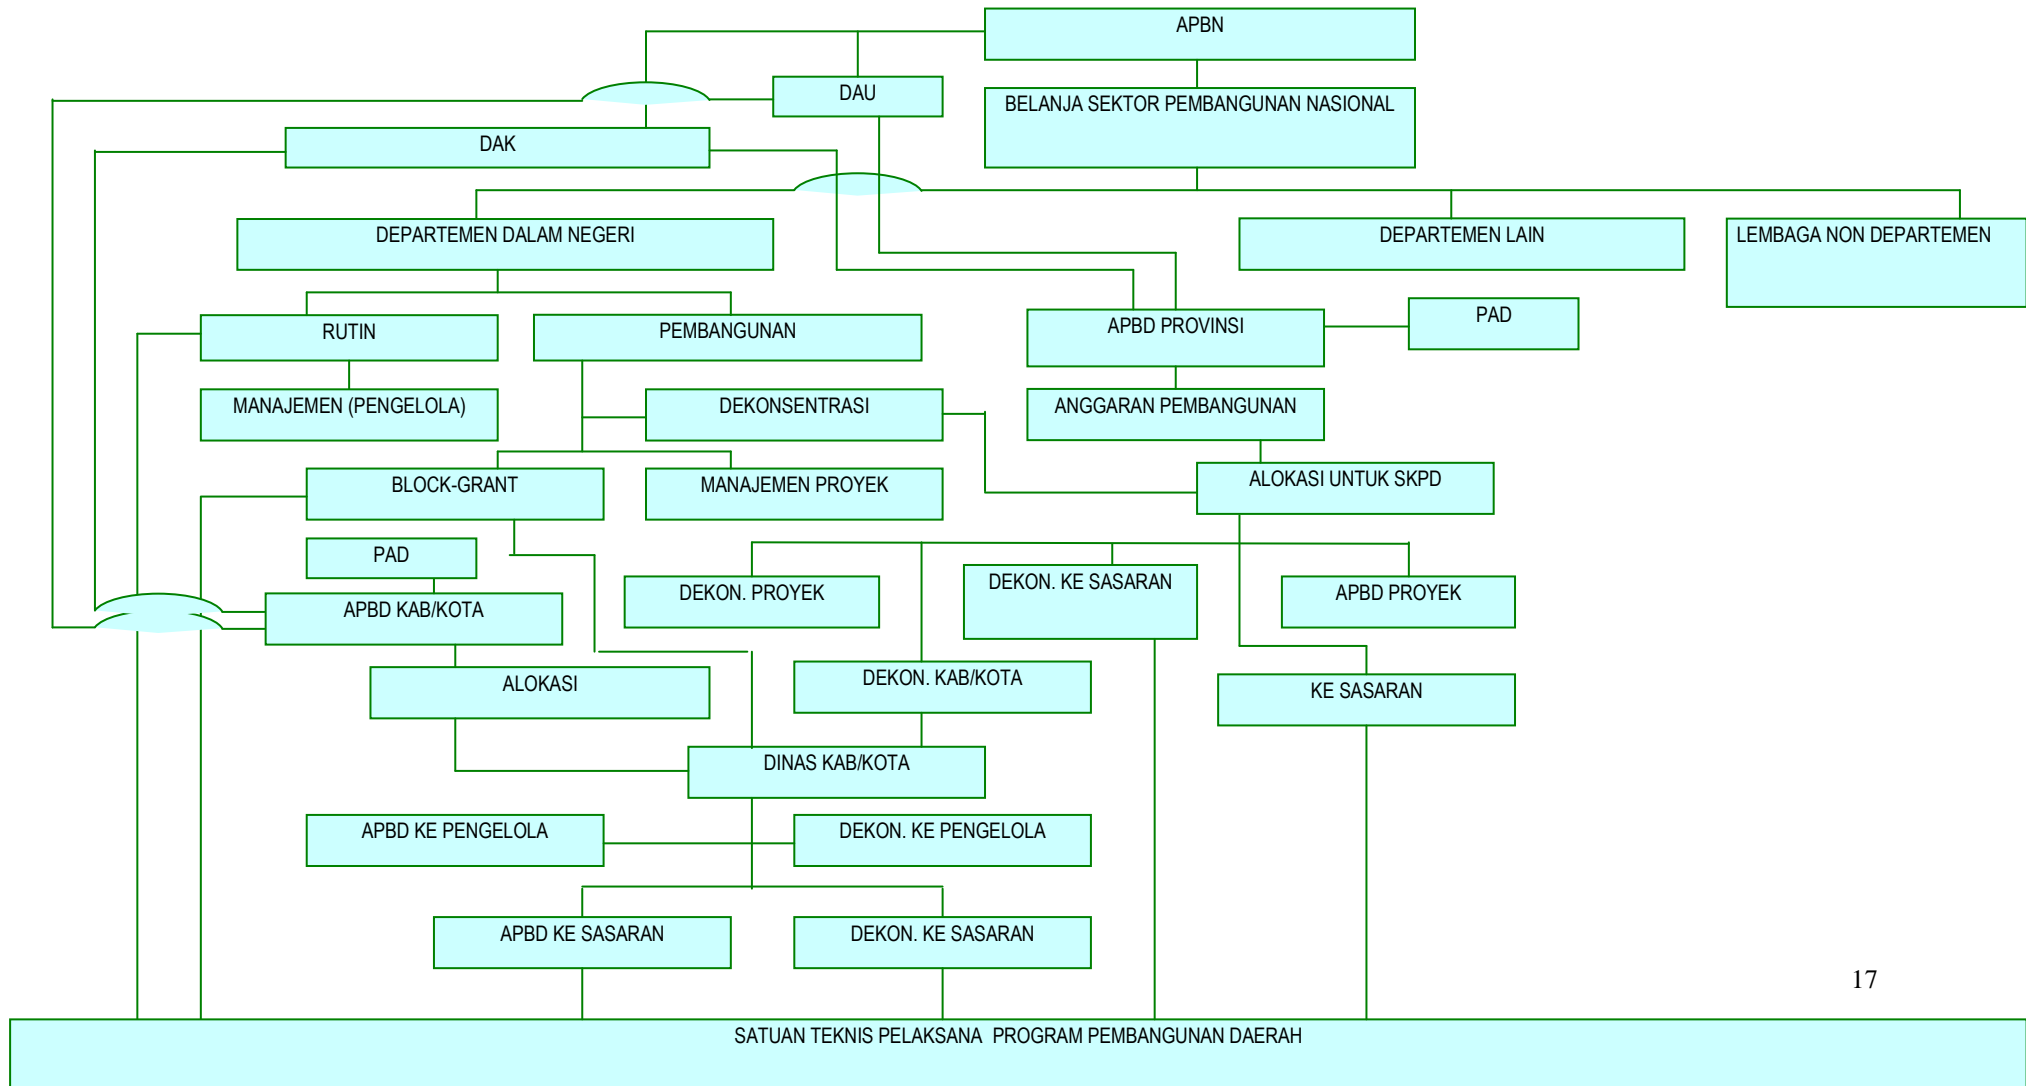 APBN
DAU
BELANJA SEKTOR PEMBANGUNAN NASIONAL
DAK
DEPARTEMEN DALAM NEGERI
DEPARTEMEN LAIN
LEMBAGA NON DEPARTEMEN
RUTIN
PEMBANGUNAN
APBD PROVINSI
PAD
MANAJEMEN (PENGELOLA)
DEKONSENTRASI
ANGGARAN PEMBANGUNAN
BLOCK-GRANT
MANAJEMEN PROYEK
ALOKASI UNTUK SKPD
PAD
DEKON. PROYEK
DEKON. KE SASARAN
APBD PROYEK
APBD KAB/KOTA
ALOKASI
DEKON. KAB/KOTA
KE SASARAN
DINAS KAB/KOTA
APBD KE PENGELOLA
DEKON. KE PENGELOLA
APBD KE SASARAN
DEKON. KE SASARAN
17
SATUAN TEKNIS PELAKSANA  PROGRAM PEMBANGUNAN DAERAH